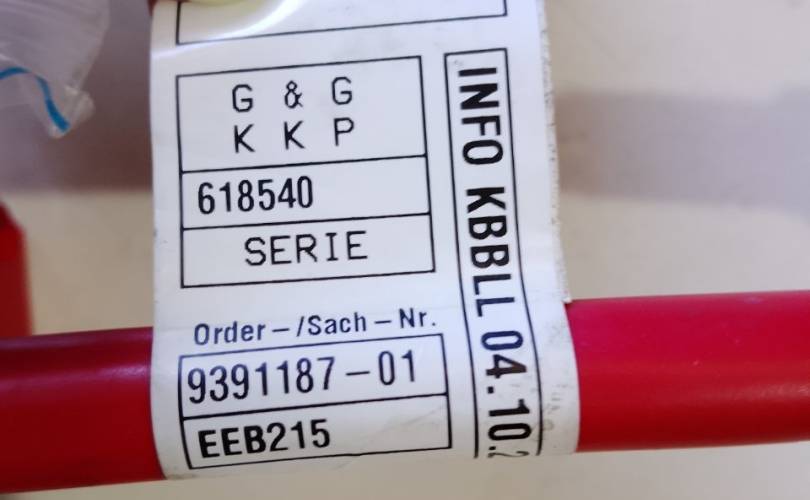 G & G
K K P
618540
SERIE
Order-/Sach-Nr.
9391187-01
EEB215
INFO KBBLL 04.10.